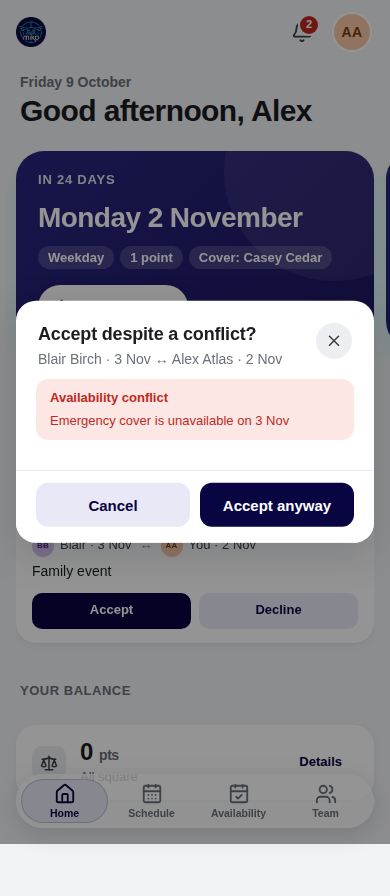 miko
2
AA
Friday 9 October
Good afternoon, Alex
IN 24 DAYS
Monday 2 November
Weekday
1 point
Cover: Casey Cedar
Accept despite a conflict?
Blair Birch · 3 Nov ↔ Alex Atlas · 2 Nov
Availability conflict
Emergency cover is unavailable on 3 Nov
Cancel
Accept anyway
BB Blair · 3 Nov ↔ AA You · 2 Nov
Family event
Accept
Decline
YOUR BALANCE
0 pts
All square
Details
Home
Schedule
Availability
Team